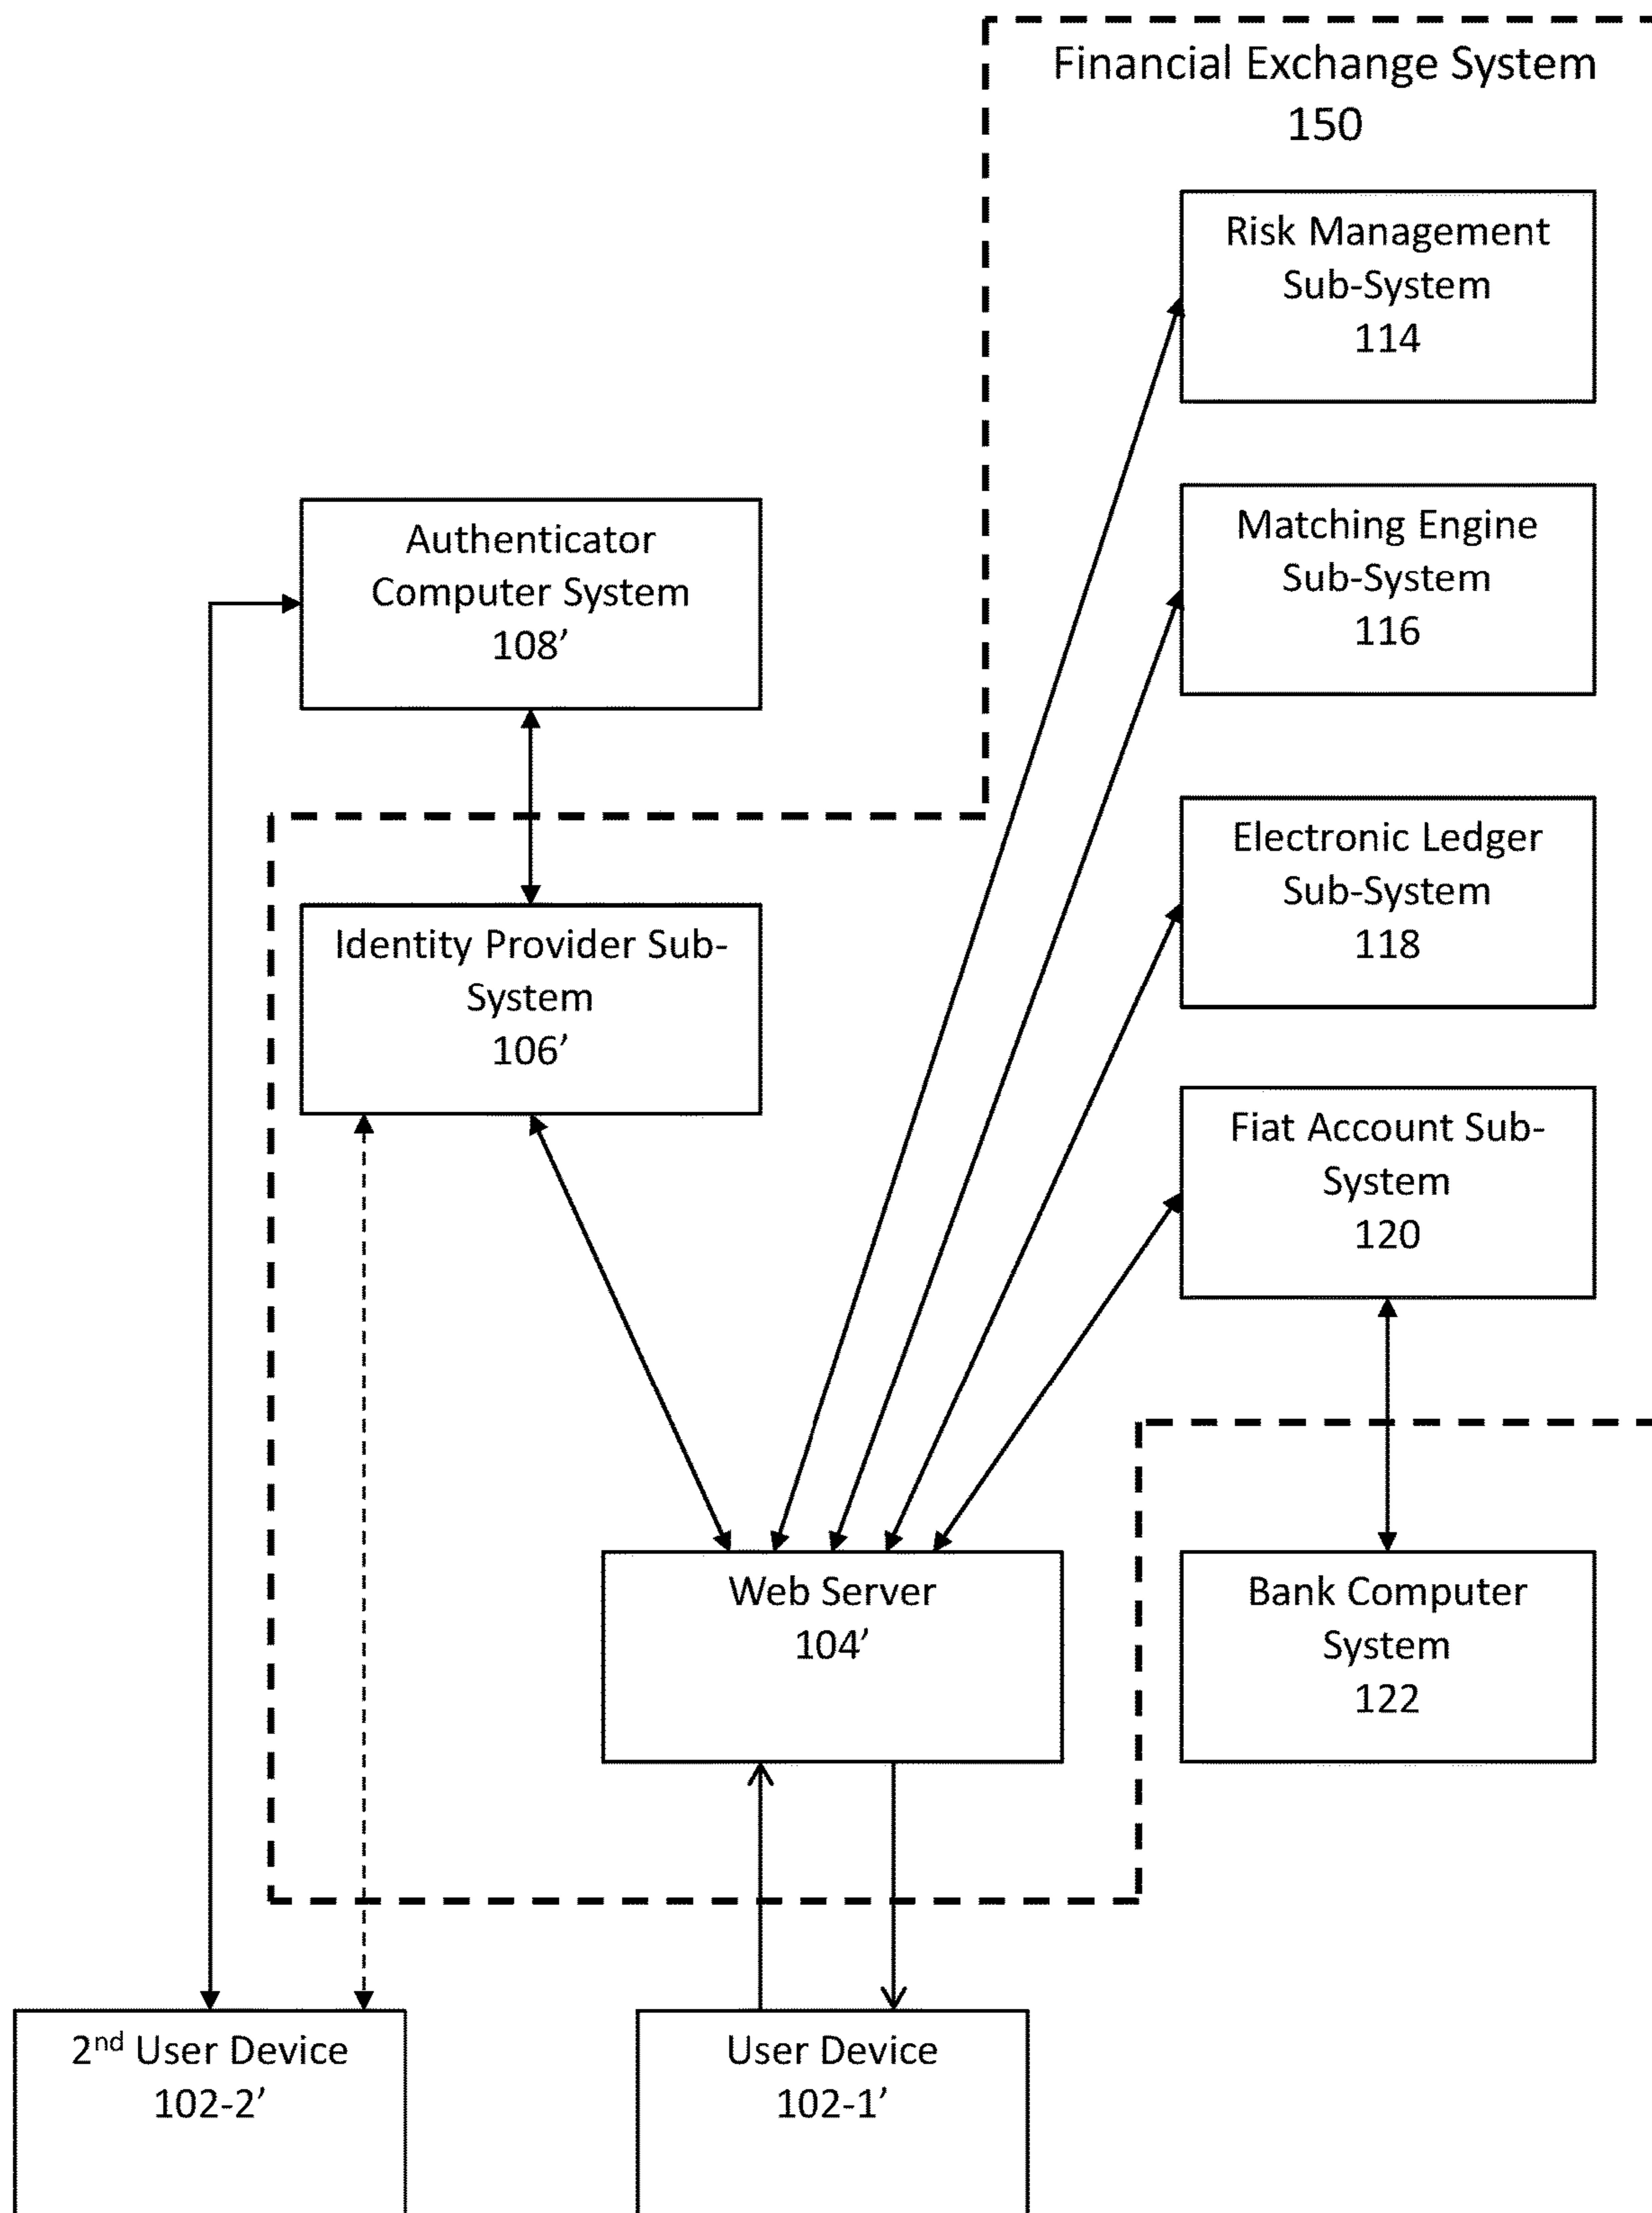 Financial Exchange System
150
Risk Management
Sub-System
114
Authenticator
Computer System
108’
Matching Engine
Sub-System
116
Electronic Ledger
Sub-System
118
Identity Provider Sub-
System
106’
Fiat Account Sub-
System
120
Web Server
104’
Bank Computer
System
122
2nd User Device
102-2’
User Device
102-1’